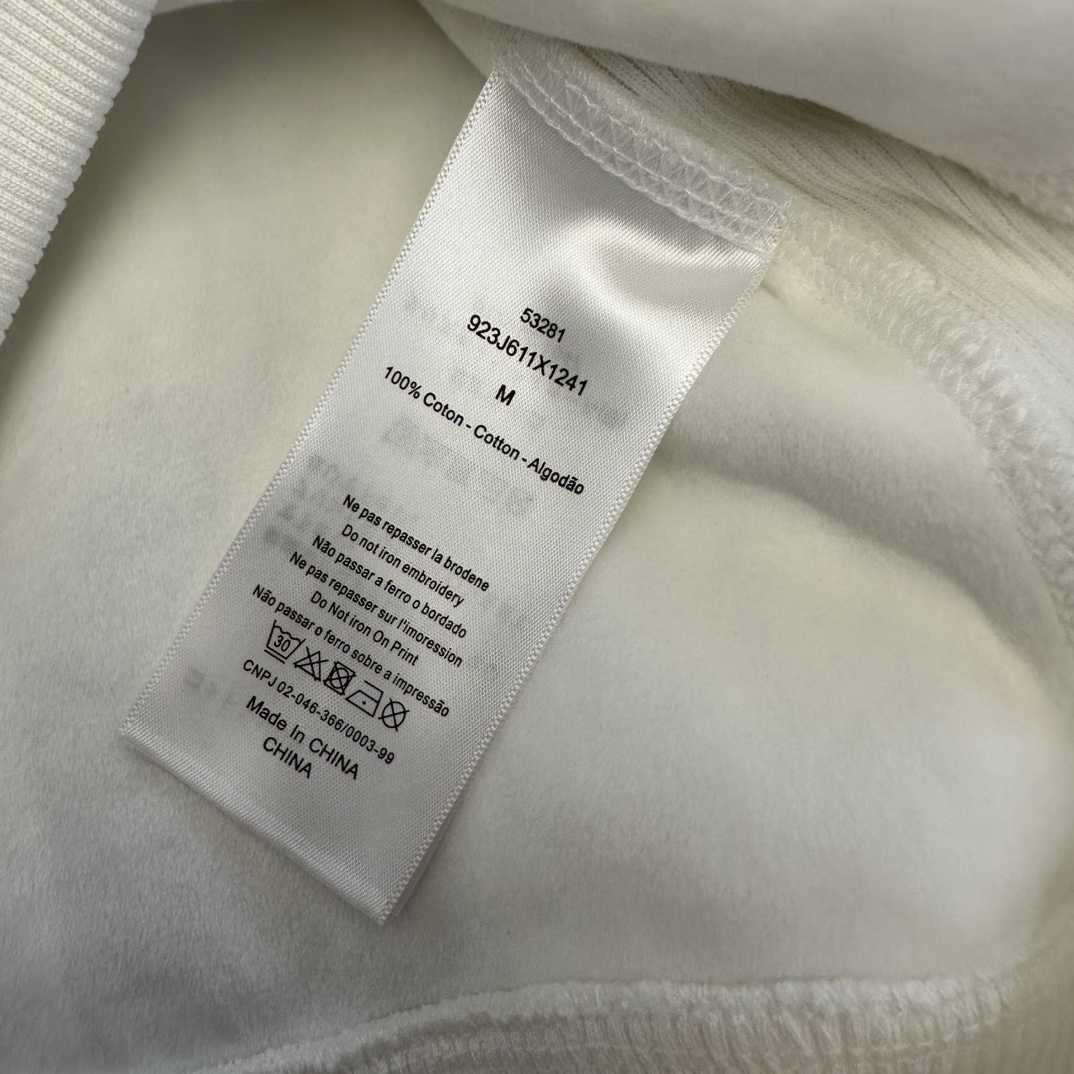 53281
923J611X1241
M
100% Coton - Cotton - Algodão
Ne pas repasser la brodene
Do not iron embroidery
Não passar a ferro o bordado
Ne pas repasser sur l'imoression
Do Not iron On Print
Não passar o ferro sobre a impressão
30
CNPJ 02-046-366/0003-99
Made In CHINA
CHINA